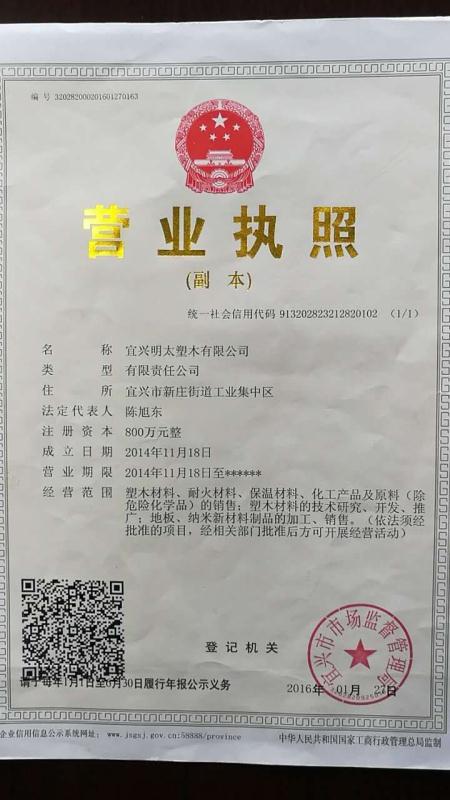 编 号 320282000201601270163
营业执照
(副 本)
统一社会信用代码 913202823212820102 (1/1)
名 称 宜兴明太塑木有限公司
类 型 有限责任公司
住 所 宜兴市新庄街道工业集中区
法定代表人 陈旭东
注册资本 800万元整
成立日期 2014年11月18日
营业期限 2014年11月18日至******
经营范围 塑木材料、耐火材料、保温材料、化工产品及原料（除
危险化学品）的销售；塑木材料的技术研究、开发、推
广；地板、纳米新材料制品的加工、销售。（依法须经
批准的项目，经相关部门批准后方可开展经营活动）
登记机关
宜兴市市场监督管理局
请于每年1月1日至6月30日履行年报公示义务
2016年 01月 27日
企业信用信息公示系统网址： www.jsgsj.gov.cn:58888/province
中华人民共和国国家工商行政管理总局监制